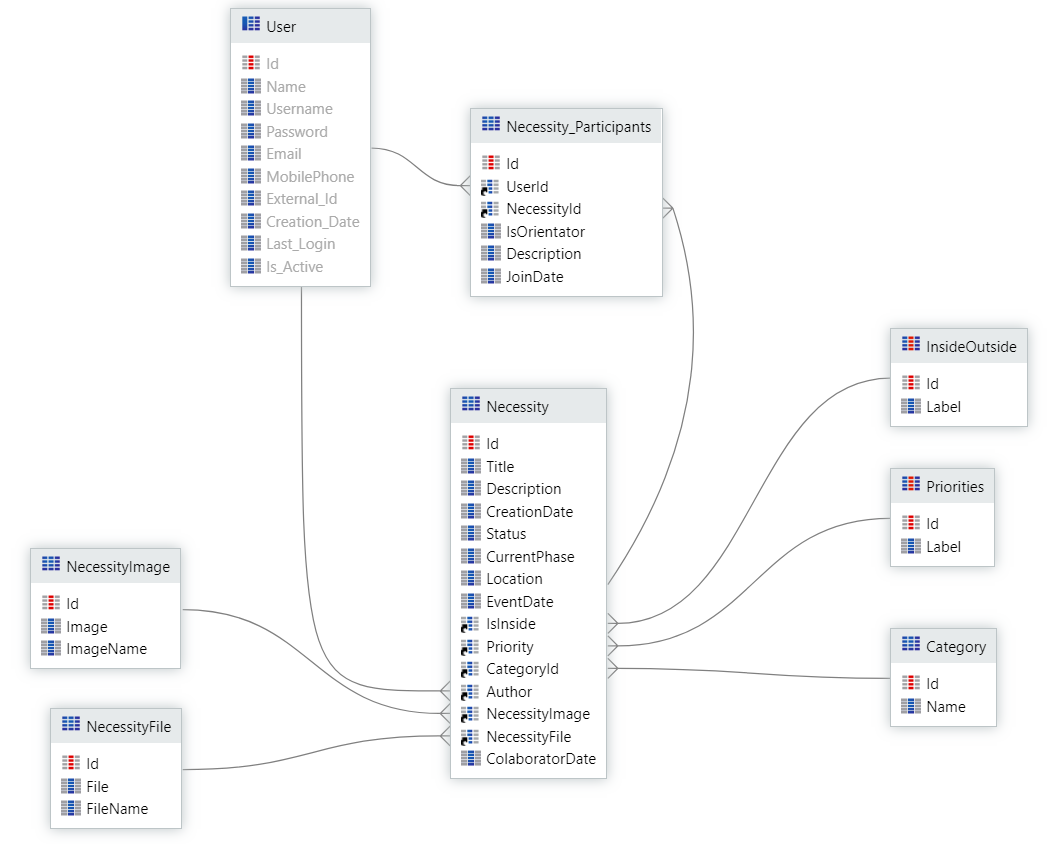 User
Id
Name
Username
Password
Email
MobilePhone
External_Id
Creation_Date
Last_Login
Is_Active
Necessity_Participants
Id
UserId
NecessityId
IsOrientator
Description
JoinDate
InsideOutside
Id
Label
Necessity
Id
Title
Description
CreationDate
Status
CurrentPhase
Location
EventDate
IsInside
Priority
CategoryId
Author
NecessityImage
NecessityFile
ColaboratorDate
Priorities
Id
Label
NecessityImage
Id
Image
ImageName
Category
Id
Name
NecessityFile
Id
File
FileName